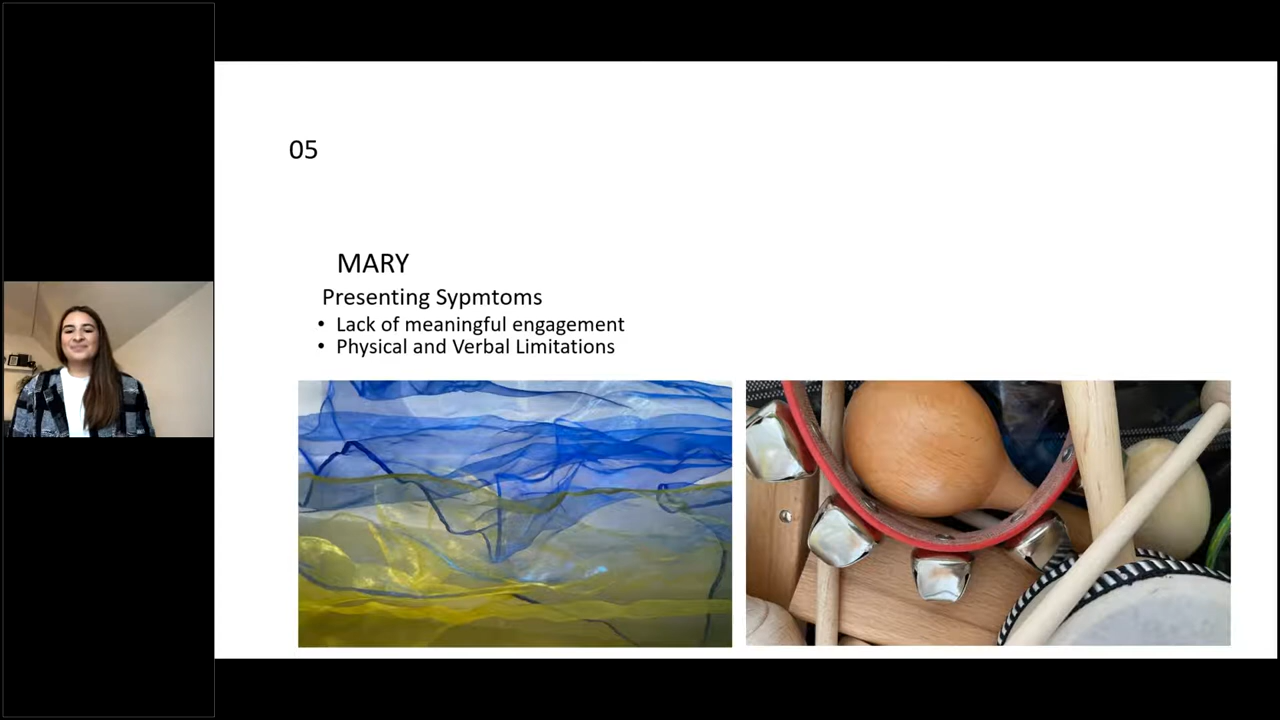 05
MARY
Presenting Sypmtoms
• Lack of meaningful engagement
• Physical and Verbal Limitations